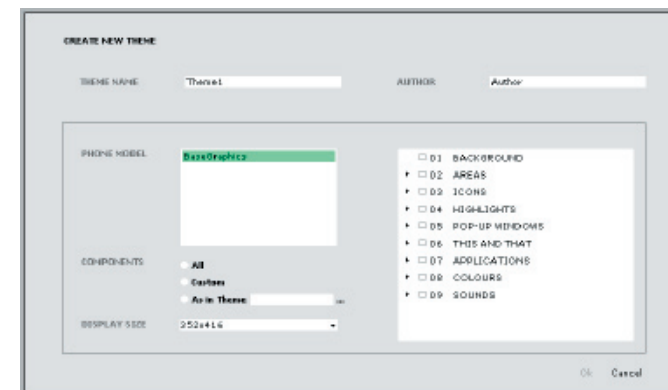 CREATE NEW THEME
THEME NAME Theme1 AUTHOR Author
PHONE MODEL BaseGraphics
01 BACKGROUND
02 AREAS
03 ICONS
04 HIGHLIGHTS
05 POP-UP WINDOWS
06 THIS AND THAT
07 APPLICATIONS
08 COLOURS
09 SOUNDS
COMPONENTS All
Custom
As in Theme ...
DISPLAY SIZE 352x416
Ok Cancel